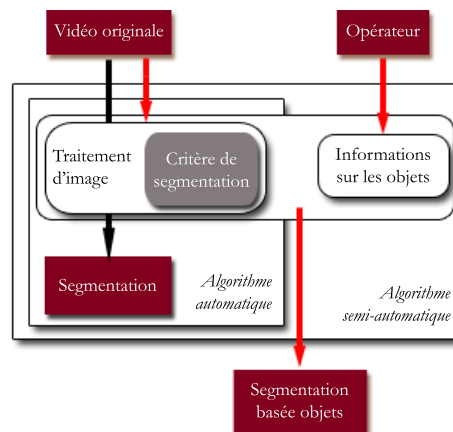 Vidéo originale
Opérateur
Traitement
d'image
Critère de
segmentation
Informations
sur les objets
Segmentation
Algorithme
automatique
Algorithme
semi-automatique
Segmentation
basée objets